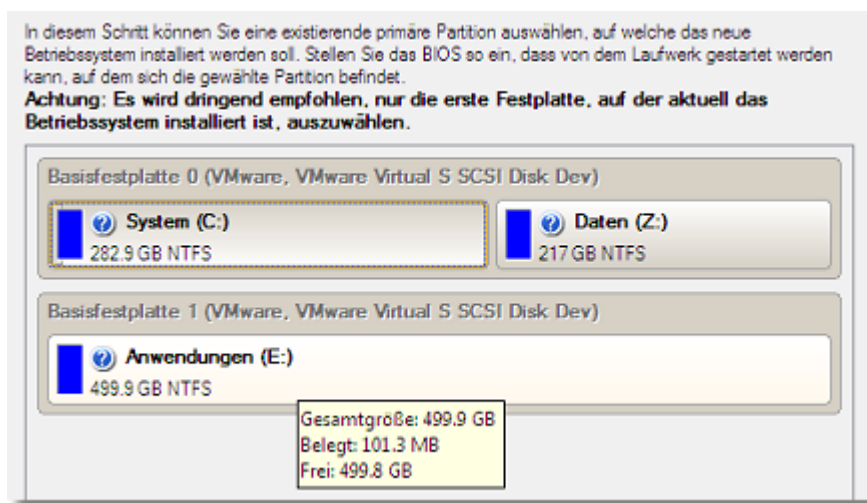 In diesem Schritt können Sie eine existierende primäre Partition auswählen, auf welche das neue
Betriebssystem installiert werden soll. Stellen Sie das BIOS so ein, dass von dem Laufwerk gestartet werden
kann, auf dem sich die gewählte Partition befindet.
Achtung: Es wird dringend empfohlen, nur die erste Festplatte, auf der aktuell das
Betriebssystem installiert ist, auszuwählen.
Basisfestplatte 0 (VMware, VMware Virtual S SCSI Disk Dev)
System (C:)
282.9 GB NTFS
Daten (Z:)
217 GB NTFS
Basisfestplatte 1 (VMware, VMware Virtual S SCSI Disk Dev)
Anwendungen (E:)
499.9 GB NTFS
Gesamtgröße: 499.9 GB
Belegt: 101.3 MB
Frei: 499.8 GB